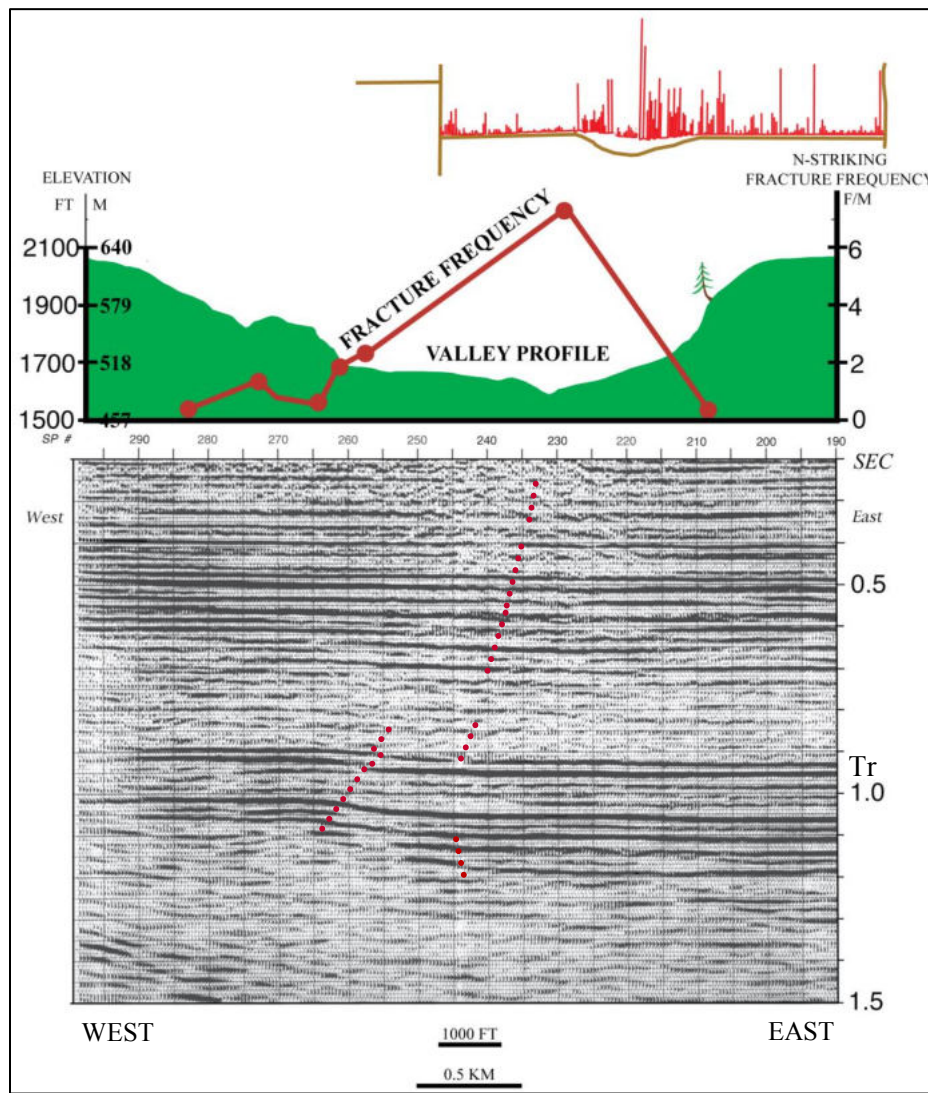 ELEVATION
FT M
N-STRIKING
FRACTURE FREQUENCY
F/M
2100 640
6
1900 579
4
1700 518
2
1500 457
0
FRACTURE FREQUENCY
VALLEY PROFILE
SP # 290 280 270 260 250 240 230 220 210 200 190
SEC
West
East
0.5
Tr
1.0
1.5
WEST
EAST
1000 FT
0.5 KM